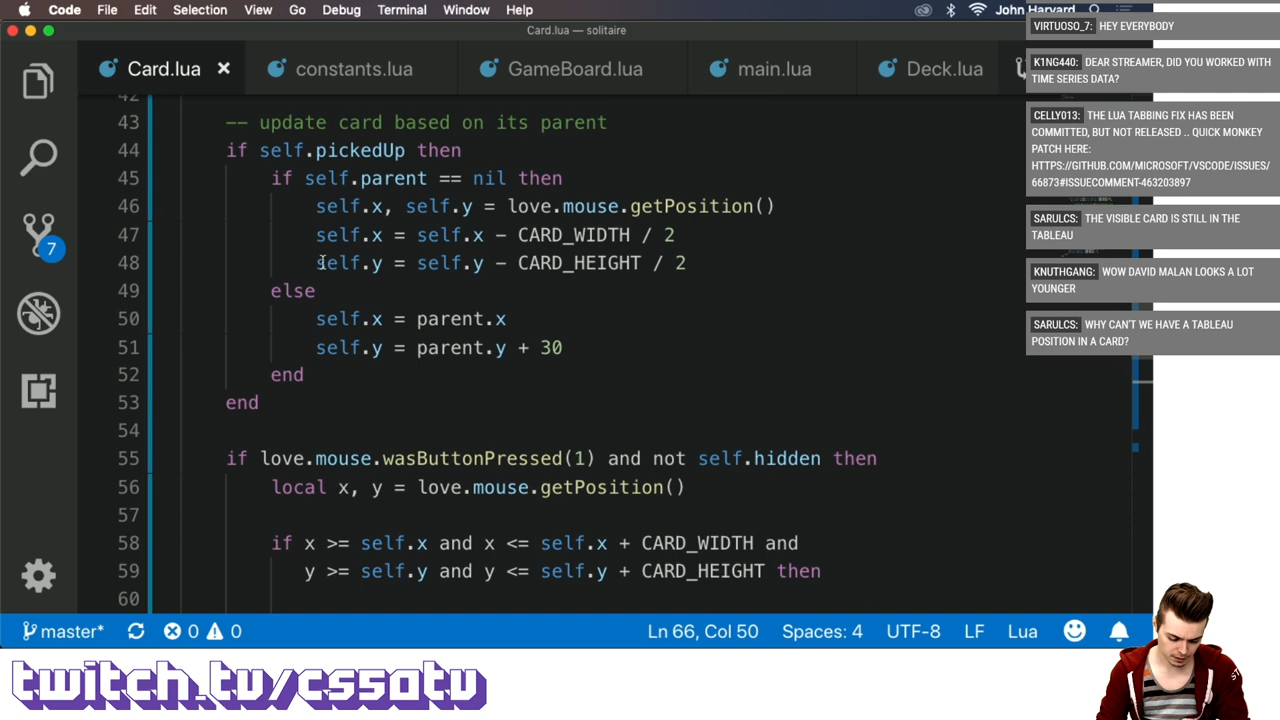 Code File Edit Selection View Go Debug Terminal Window Help John Harvard
Card.lua — solitaire
Card.lua constants.lua GameBoard.lua main.lua Deck.lua
42
43 -- update card based on its parent
44 if self.pickedUp then
45 if self.parent == nil then
46 self.x, self.y = love.mouse.getPosition()
47 self.x = self.x - CARD_WIDTH / 2
48 self.y = self.y - CARD_HEIGHT / 2
49 else
50 self.x = parent.x
51 self.y = parent.y + 30
52 end
53 end
54
55 if love.mouse.wasButtonPressed(1) and not self.hidden then
56 local x, y = love.mouse.getPosition()
57
58 if x >= self.x and x <= self.x + CARD_WIDTH and
59 y >= self.y and y <= self.y + CARD_HEIGHT then
60
7
master* 0 0 Ln 66, Col 50 Spaces: 4 UTF-8 LF Lua
VIRTUOSO_7: HEY EVERYBODY
K1NG440: DEAR STREAMER, DID YOU WORKED WITH
TIME SERIES DATA?
CELLY013: THE LUA TABBING FIX HAS BEEN
COMMITTED, BUT NOT RELEASED .. QUICK MONKEY
PATCH HERE:
HTTPS://GITHUB.COM/MICROSOFT/VSCODE/ISSUES/
66873#ISSUECOMMENT-463203897
SARULCS: THE VISIBLE CARD IS STILL IN THE
TABLEAU
KNUTHGANG: WOW DAVID MALAN LOOKS A LOT
YOUNGER
SARULCS: WHY CAN'T WE HAVE A TABLEAU
POSITION IN A CARD?
twitch.tv/cs50tv